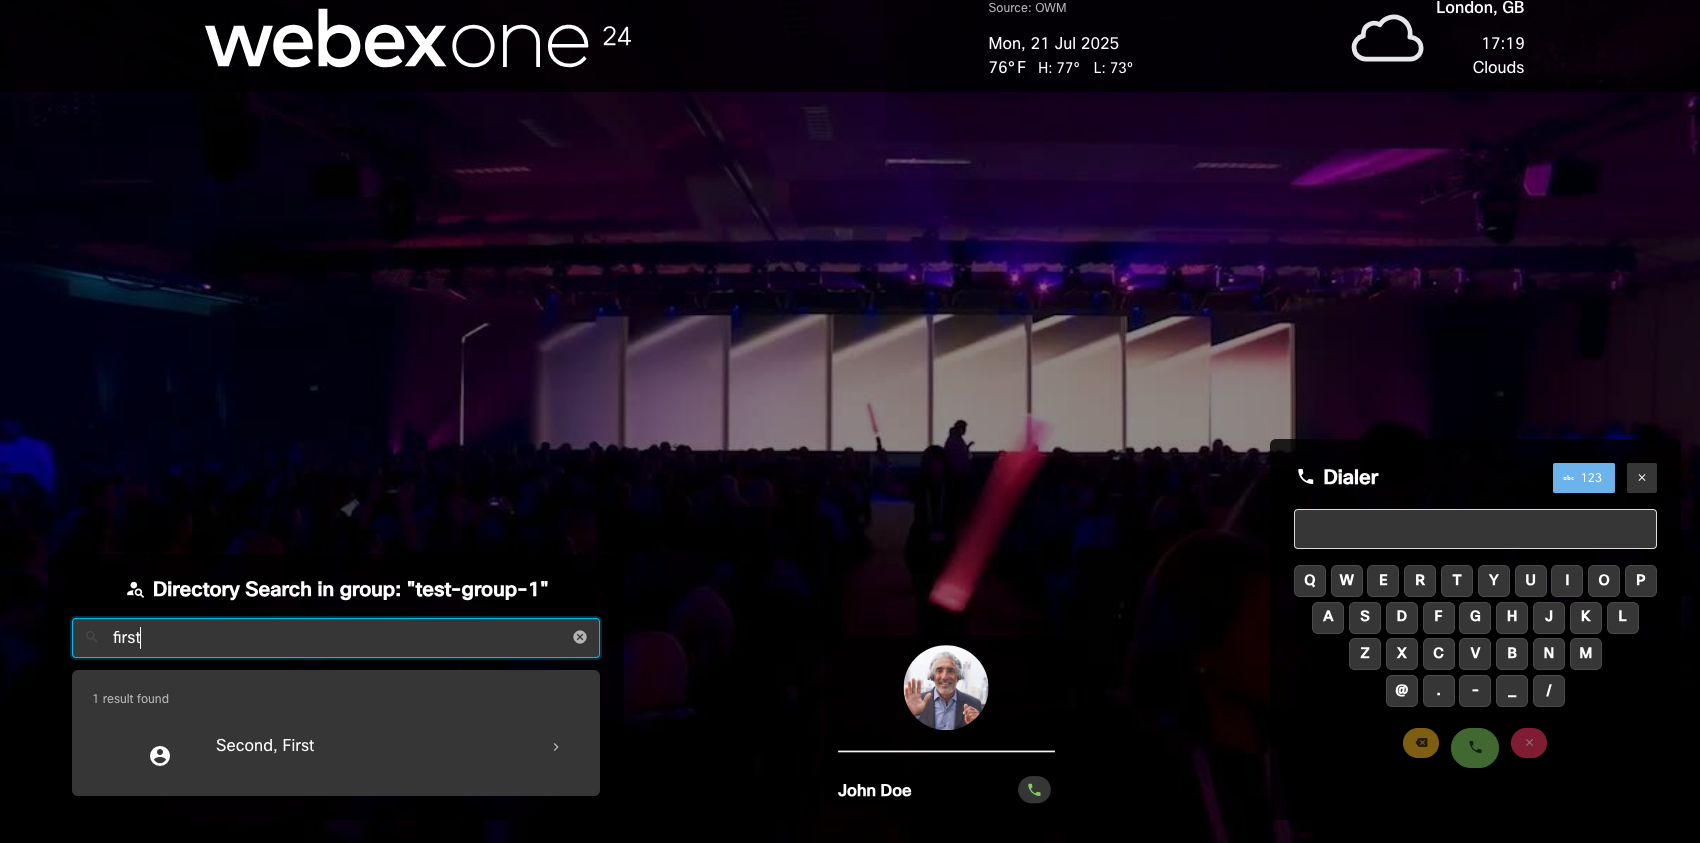 webexone 24
Source: OWM
Mon, 21 Jul 2025
76°F H: 77° L: 73°
London, GB
17:19
Clouds
Directory Search in group: "test-group-1"
first
1 result found
Second, First
John Doe
Dialer
abc 123
Q W E R T Y U I O P
A S D F G H J K L
Z X C V B N M
@ . - _ /